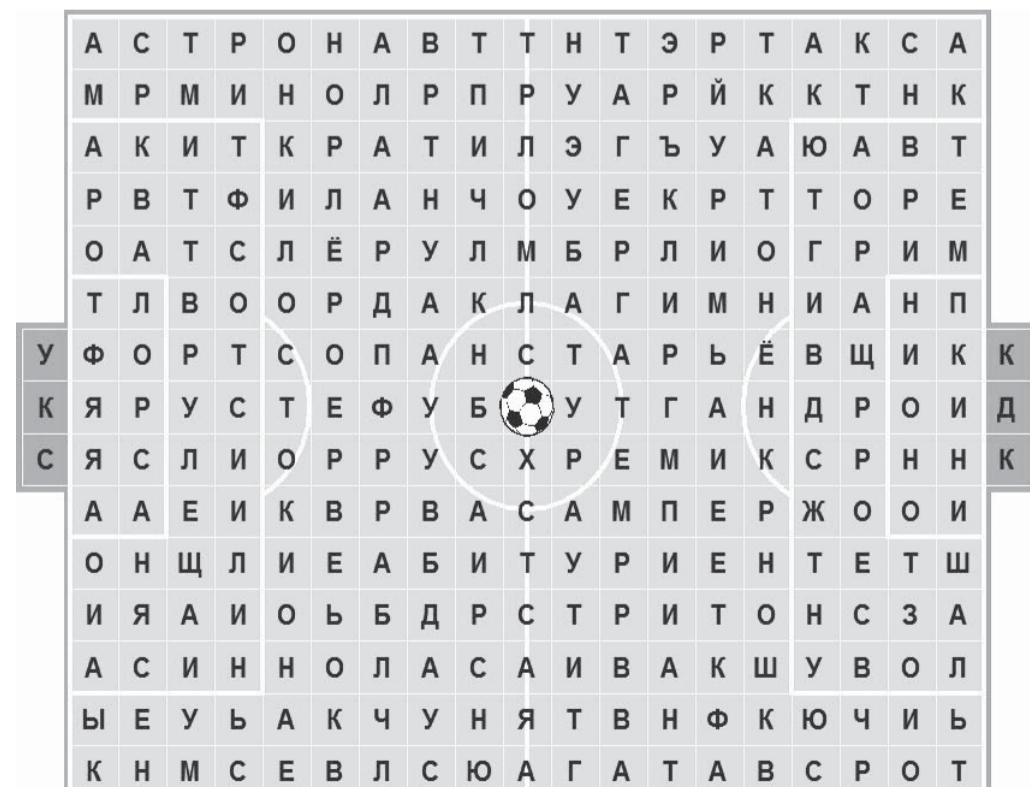 А С Т Р О Н А В Т Т Н Т Э Р Т А К С А
М Р М И Н О Л Р П Р У А Р Й К К Т Н К
А К И Т К Р А Т И Л Э Г Ъ У А Ю А В Т
Р В Т Ф И Л А Н Ч О У Е К Р Т Т О Р Е
О А Т С Л Ё Р У Л М Б Р Л И О Г Р И М
Т Л В О О Р Д А К Л А Г И М Н И А Н П
У Ф О Р Т С О П А Н С Т А Р Ь Ё В Щ И К К
К Я Р У С Т Е Ф У Б У Т Г А Н Д Р О И Д
С Я С Л И О Р Р У С Х Р Е М И К С Р Н Н К
А А Е И К В Р В А С А М П Е Р Ж О О И
О Н Щ Л И Е А Б И Т У Р И Е Н Т Е Т Ш
И Я А И О Ь Б Д Р С Т Р И Т О Н С З А
А С И Н Н О Л А С А И В А К Ш У В О Л
Ы Е У Ь А К Ч У Н Я Т В Н Ф К Ю Ч И Ь
К Н М С Е В Л С Ю А Г А Т А В С Р О Т